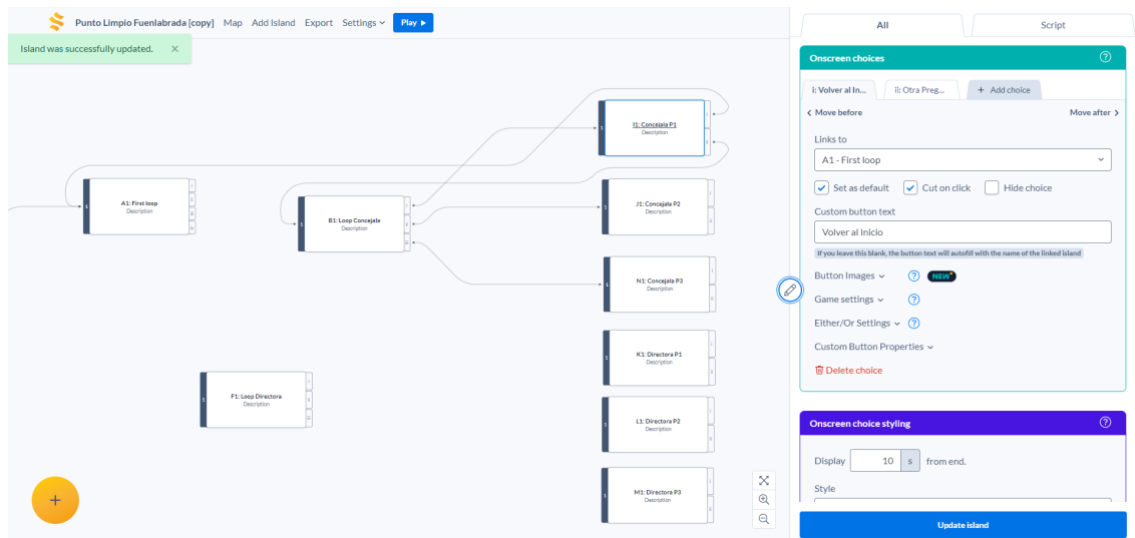 Punto Limpio Fuenlabrada [copy] Map Add Island Export Settings Play
Island was successfully updated. ×
A1: First loop
Description
B1: Loop Concejala
Description
I1: Concejala P1
Description
J1: Concejala P2
Description
N1: Concejala P3
Description
K1: Directora P1
Description
F1: Loop Directora
Description
L1: Directora P2
Description
M1: Directora P3
Description
+
All Script
Onscreen choices ?
i: Volver al In... ii: Otra Preg... + Add choice
< Move before Move after >
Links to
A1 - First loop
Set as default Cut on click Hide choice
Custom button text
Volver al Inicio
If you leave this blank, the button text will autofill with the name of the linked island
Button Images ? NEW
Game settings ?
Either/Or Settings ?
Custom Button Properties
Delete choice
Onscreen choice styling ?
Display 10 s from end.
Style
Update island